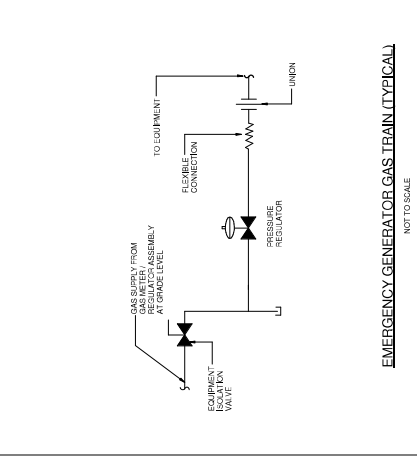 TO EQUIPMENT
UNION
FLEXIBLE
CONNECTION
PRESSURE
REGULATOR
GAS SUPPLY FROM
GAS METER /
REGULATOR ASSEMBLY
AT GRADE LEVEL
EQUIPMENT
ISOLATION
VALVE
EMERGENCY GENERATOR GAS TRAIN (TYPICAL)
NOT TO SCALE